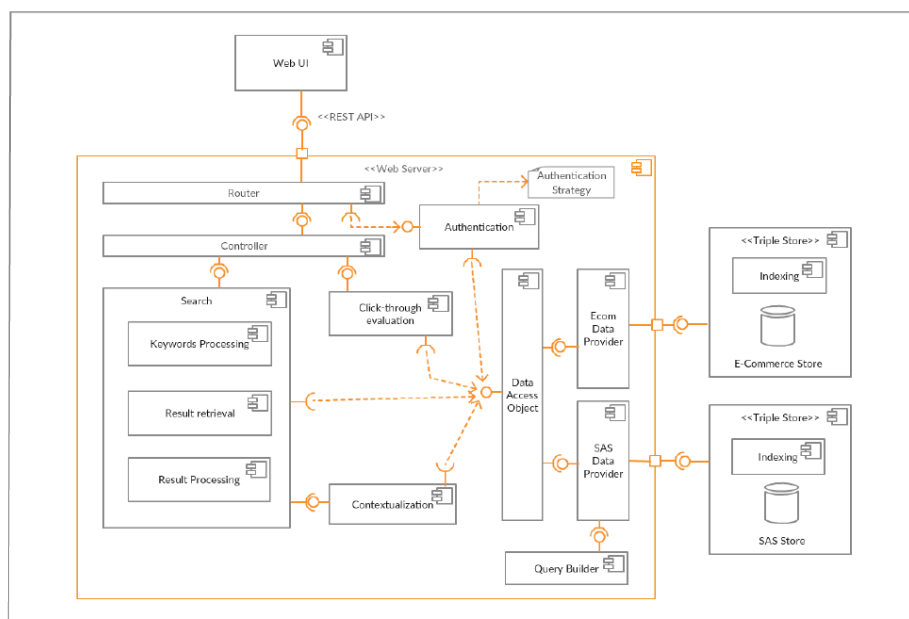 Web UI
<<REST API>>
<<Web Server>>
Router
Authentication
Strategy
Authentication
Controller
<<Triple Store>>
Indexing
E-Commerce Store
Search
Click-through
evaluation
Ecom
Data
Provider
Keywords Processing
Data
Access
Object
Result retrieval
<<Triple Store>>
Indexing
SAS Store
SAS
Data
Provider
Result Processing
Contextualization
Query Builder